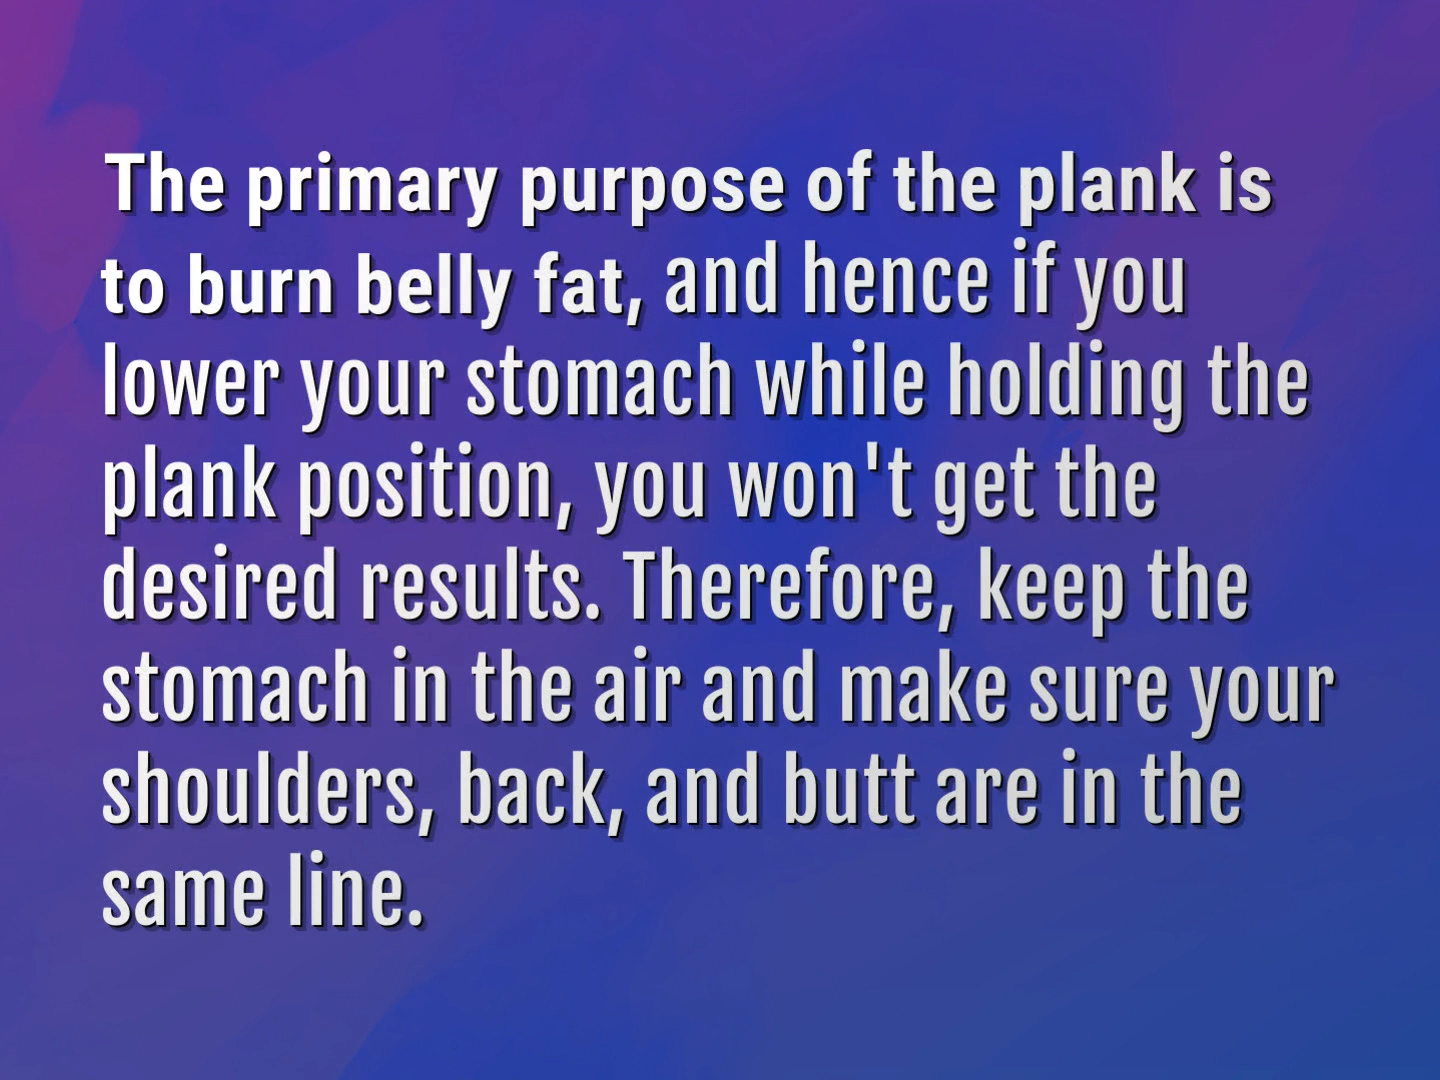 The primary purpose of the plank is
to burn belly fat, and hence if you
lower your stomach while holding the
plank position, you won't get the
desired results. Therefore, keep the
stomach in the air and make sure your
shoulders, back, and butt are in the
same line.